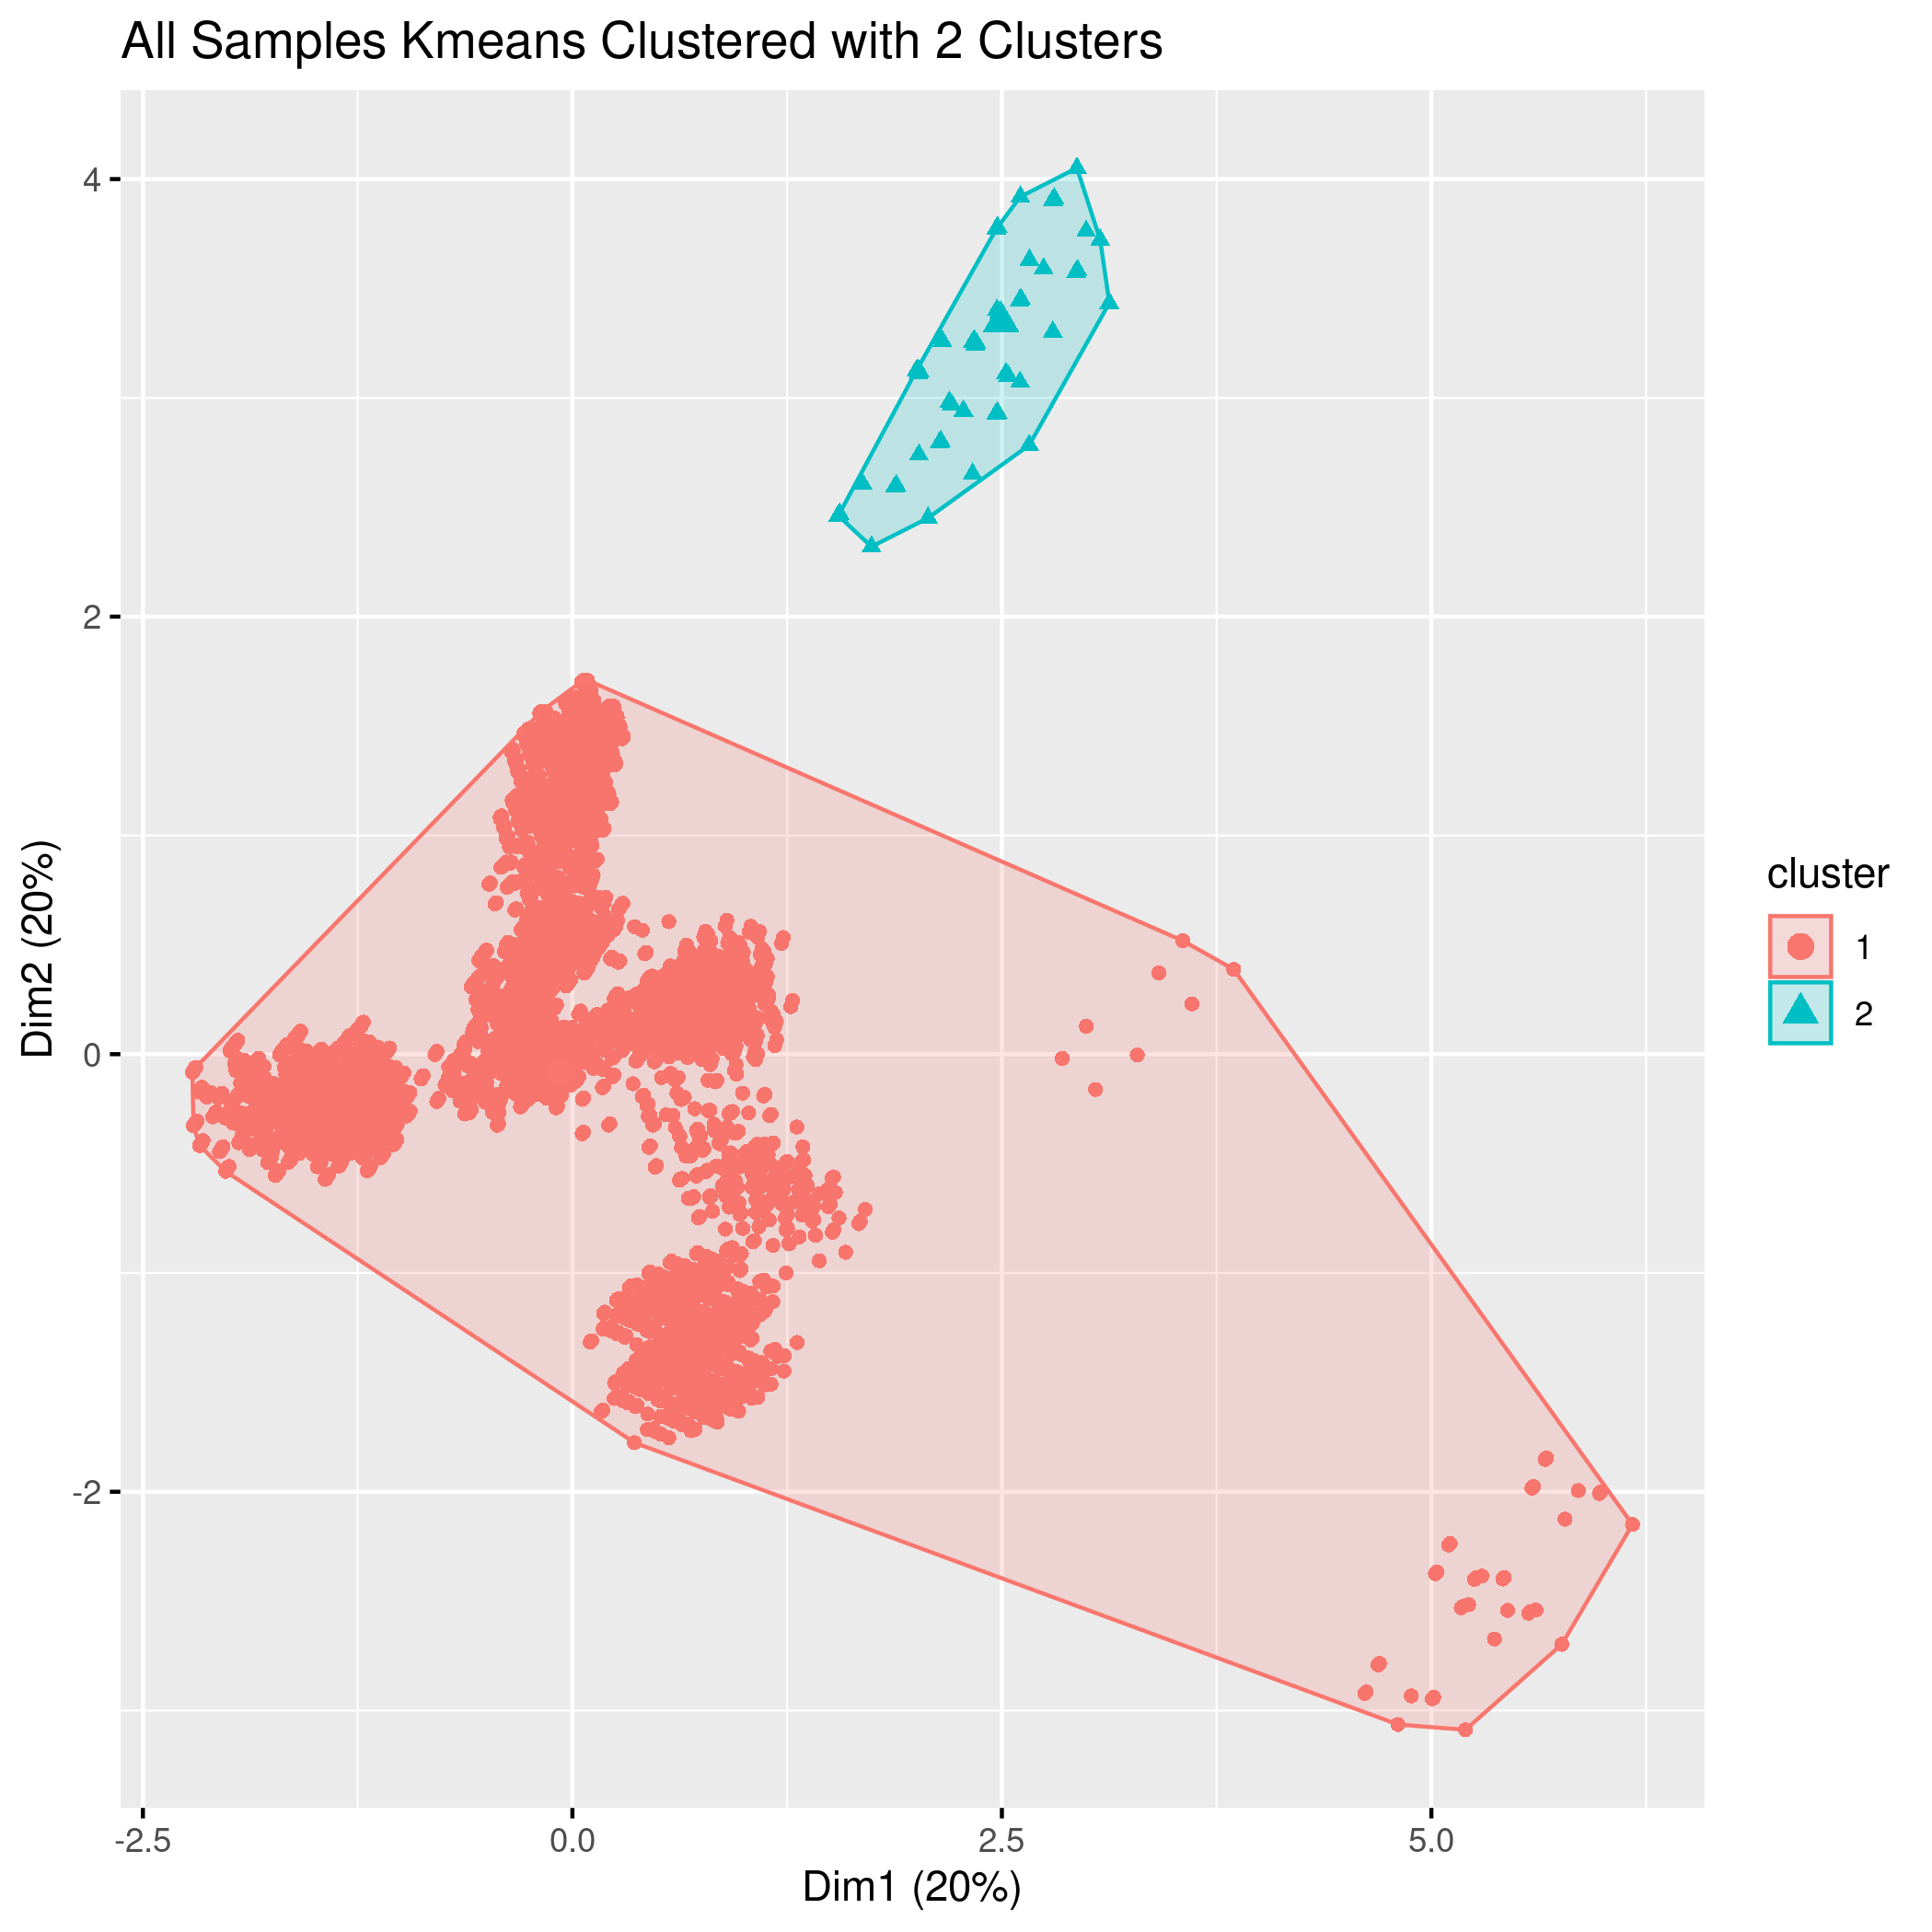 All Samples Kmeans Clustered with 2 Clusters
4
2
0
-2
Dim2 (20%)
-2.5 0.0 2.5 5.0
Dim1 (20%)
cluster
1
2